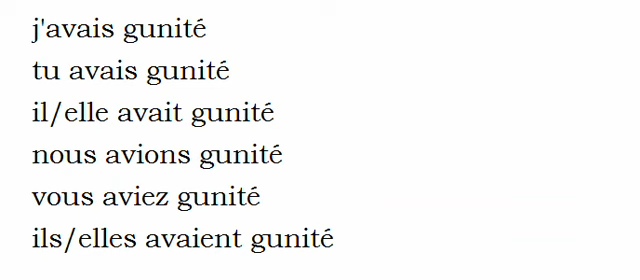 j'avais gunité
tu avais gunité
il/elle avait gunité
nous avions gunité
vous aviez gunité
ils/elles avaient gunité